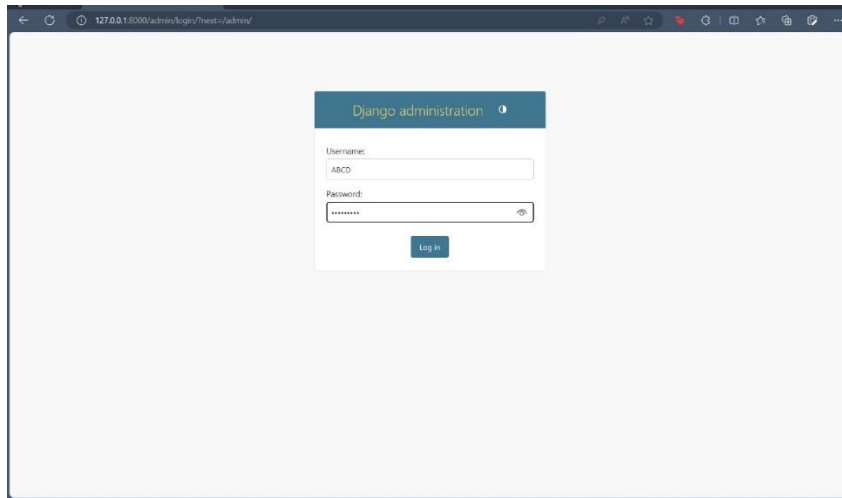 127.0.0.1:8000/admin/login/?next=/admin/
Django administration
Username:
ABCD
Password:
•••••••••
Log in